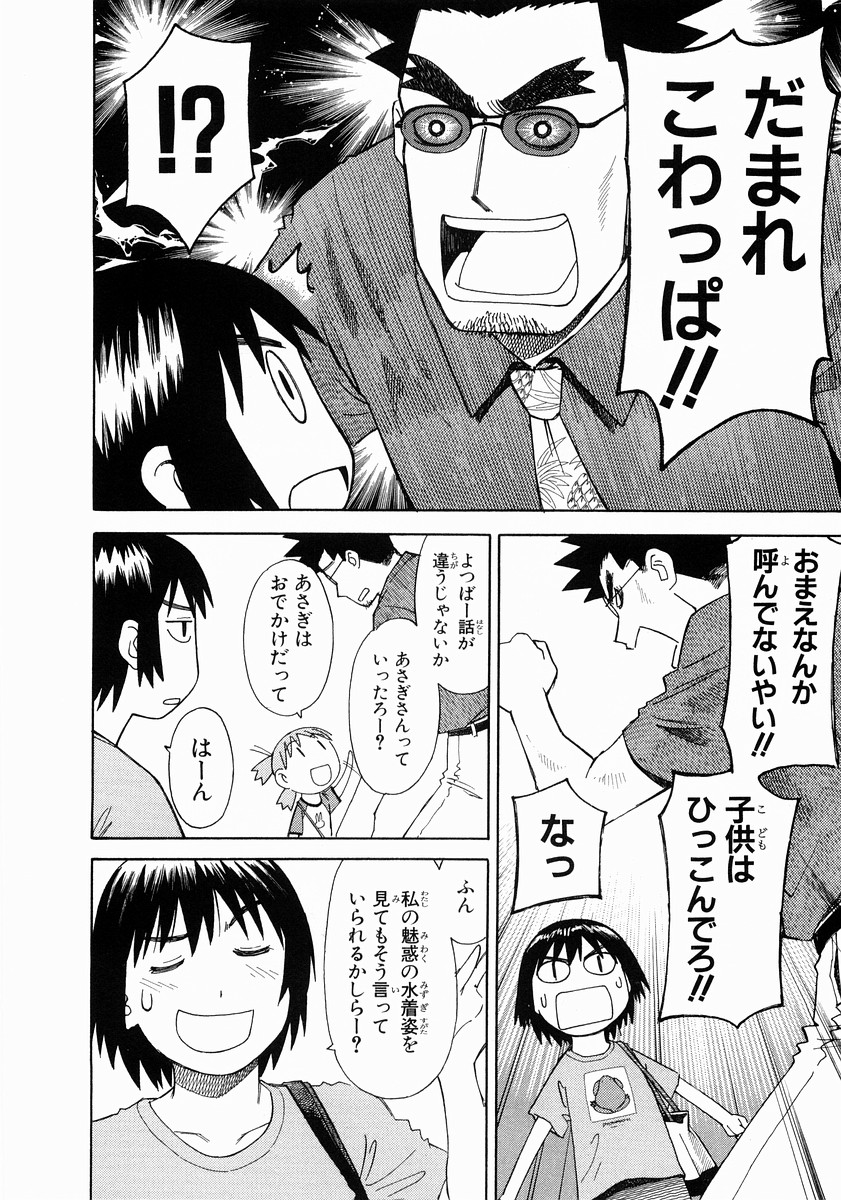 だまれ
こわっぱ!!
!?
おまえなんか
呼んでないやい!!
子供は
ひっこんでろ!!
なっ
よつばー話が
違うじゃないか
あさぎさんって
いったろー?
あさぎは
おでかけだって
はーん
ふん
私の魅惑の水着姿を
見てもそう言って
いられるかしらー?